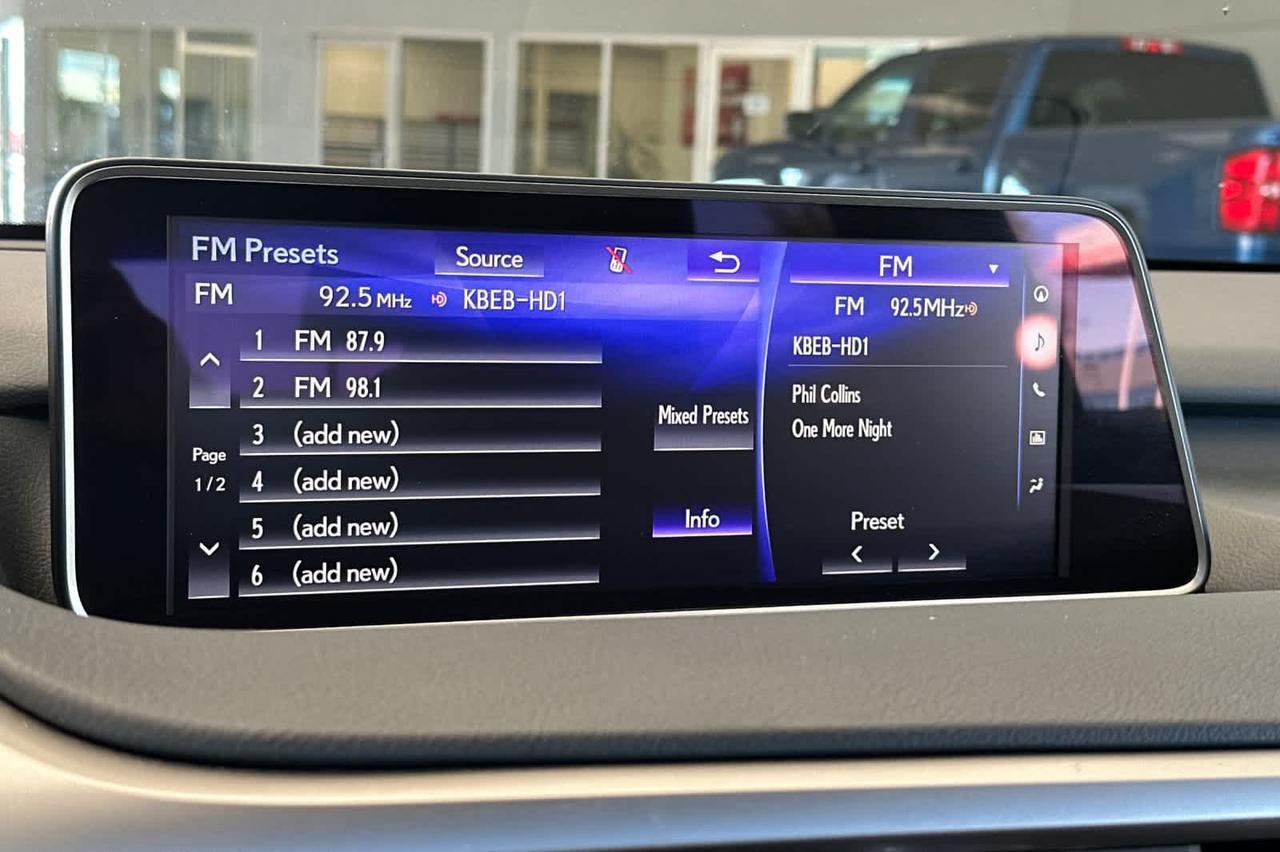 FM Presets Source
FM 92.5 MHz HD KBEB-HD1
1 FM 87.9
2 FM 98.1
3 (add new)
4 (add new)
5 (add new)
6 (add new)
Page
1/2
Mixed Presets
Info
FM
FM 92.5MHz HD
KBEB-HD1
Phil Collins
One More Night
Preset